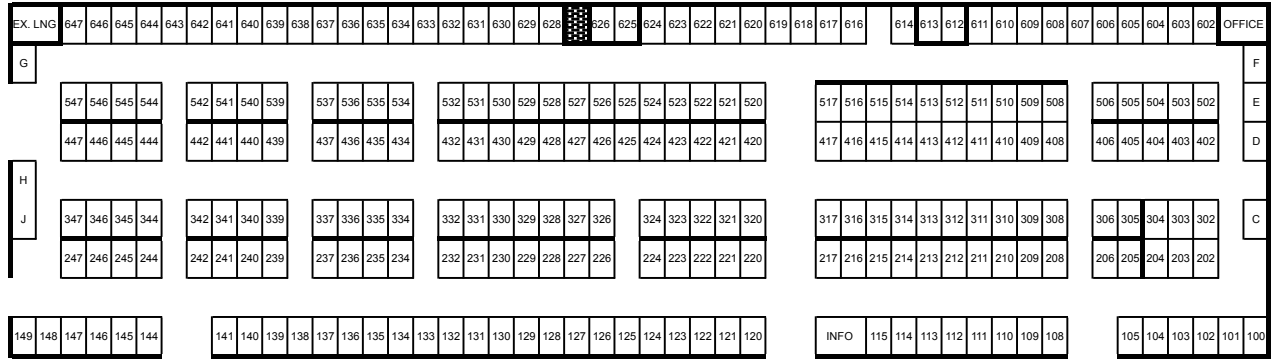 EX. LNG 647 646 645 644 643 642 641 640 639 638 637 636 635 634 633 632 631 630 629 628 626 625 624 623 622 621 620 619 618 617 616 614 613 612 611 610 609 608 607 606 605 604 603 602 OFFICE
G F
547 546 545 544 542 541 540 539 537 536 535 534 532 531 530 529 528 527 526 525 524 523 522 521 520 517 516 515 514 513 512 511 510 509 508 506 505 504 503 502 E
447 446 445 444 442 441 440 439 437 436 435 434 432 431 430 429 428 427 426 425 424 423 422 421 420 417 416 415 414 413 412 411 410 409 408 406 405 404 403 402 D
H
J 347 346 345 344 342 341 340 339 337 336 335 334 332 331 330 329 328 327 326 324 323 322 321 320 317 316 315 314 313 312 311 310 309 308 306 305 304 303 302 C
247 246 245 244 242 241 240 239 237 236 235 234 232 231 230 229 228 227 226 224 223 222 221 220 217 216 215 214 213 212 211 210 209 208 206 205 204 203 202
149 148 147 146 145 144 141 140 139 138 137 136 135 134 133 132 131 130 129 128 127 126 125 124 123 122 121 120 INFO 115 114 113 112 111 110 109 108 105 104 103 102 101 100